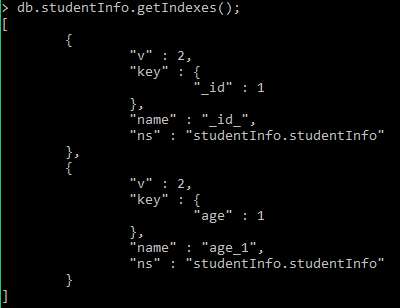 > db.studentInfo.getIndexes();
[
        {
                "v" : 2,
                "key" : {
                        "_id" : 1
                },
                "name" : "_id_",
                "ns" : "studentInfo.studentInfo"
        },
        {
                "v" : 2,
                "key" : {
                        "age" : 1
                },
                "name" : "age_1",
                "ns" : "studentInfo.studentInfo"
        }
]